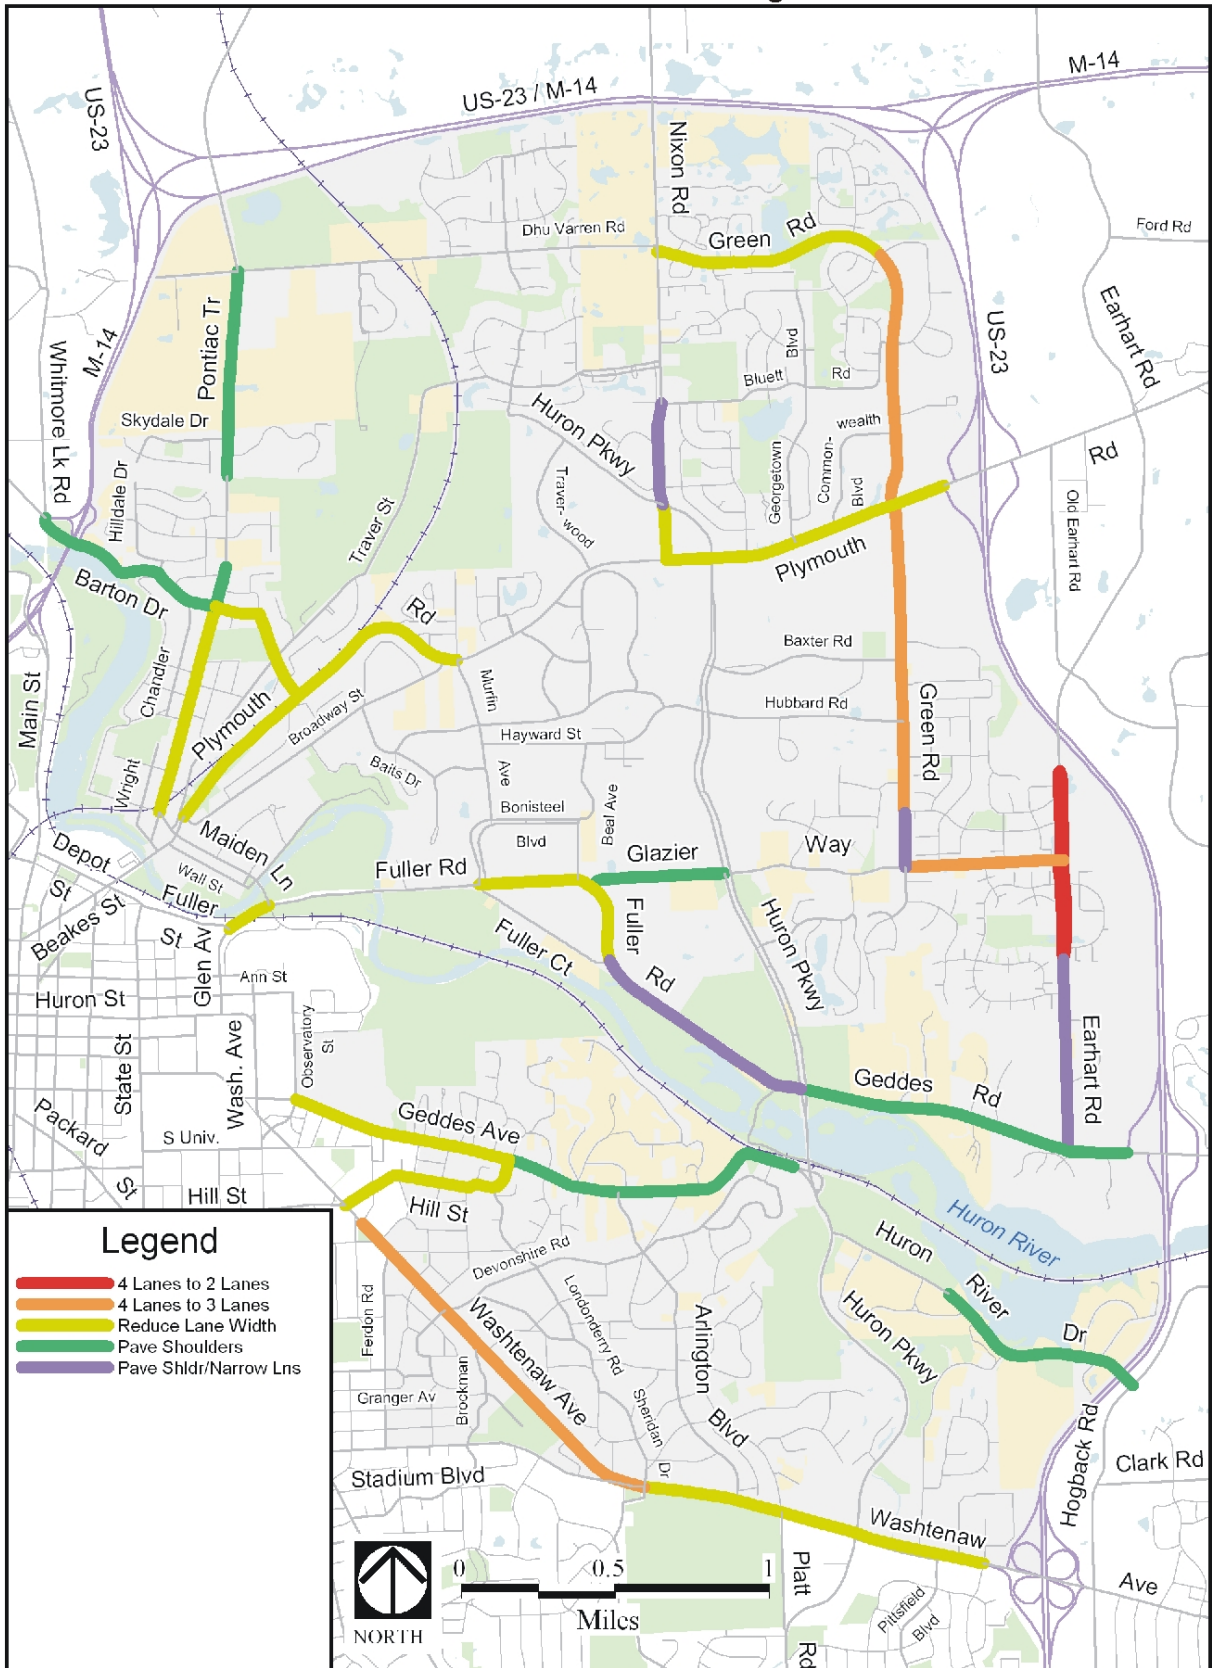 M-14
US-23 / M-14
US-23
Nixon Rd
Dhu Varren Rd
Green Rd
Ford Rd
Pontiac Tr
M-14
Whitmore Lk Rd
US-23
Earhart Rd
Bluett Rd
Blvd
Skydale Dr
Huron Pkwy
Common-
wealth
Blvd
Georgetown
Rd
Hilldale Dr
Traver-
wood
Traver St
Old Earhart Rd
Plymouth
Barton Dr
Rd
Baxter Rd
Chandler
Murfin
Main St
Plymouth
Broadway St
Hubbard Rd
Green Rd
Hayward St
Baits Dr
Ave
Wright
Bonisteel
Blvd
Beal Ave
Maiden Ln
Depot
St
Wall St
Fuller Rd
Glazier
Way
Fuller
St
Beakes St
Glen Av
Fuller
Rd
Fuller Ct
Huron Pkwy
Ann St
Huron St
Observatory
St
State St
Wash. Ave
Earhart Rd
Geddes Rd
Packard
St
Geddes Ave
S Univ.
Hill St
Hill St
Huron River
Huron
River
Dr
Devonshire Rd
Legend
4 Lanes to 2 Lanes
4 Lanes to 3 Lanes
Reduce Lane Width
Pave Shoulders
Pave Shldr/Narrow Lns
Ferdon Rd
Londonderry Rd
Washtenaw Ave
Arlington
Blvd
Huron Pkwy
Brockman
Granger Av
Sheridan
Dr
Hogback Rd
Clark Rd
Stadium Blvd
Washtenaw
Ave
Platt
Rd
Pittsfield
Blvd
0 0.5 1
Miles
NORTH